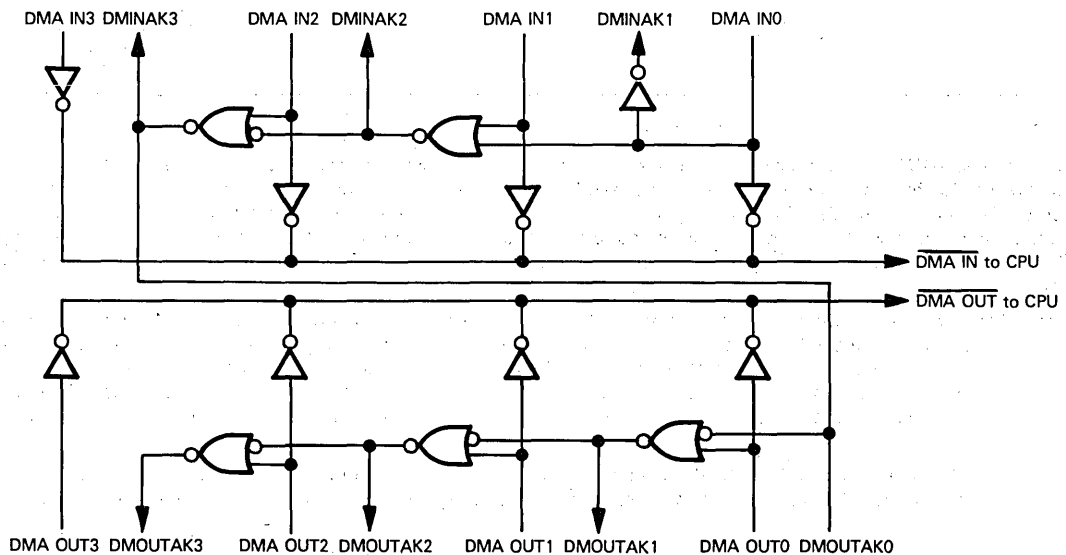 DMA IN3 DMINAK3 DMA IN2 DMINAK2 DMA IN1 DMINAK1 DMA IN0
DMA IN to CPU
DMA OUT to CPU
DMA OUT3 DMOUTAK3 DMA OUT2 DMOUTAK2 DMA OUT1 DMOUTAK1 DMA OUT0 DMOUTAK0